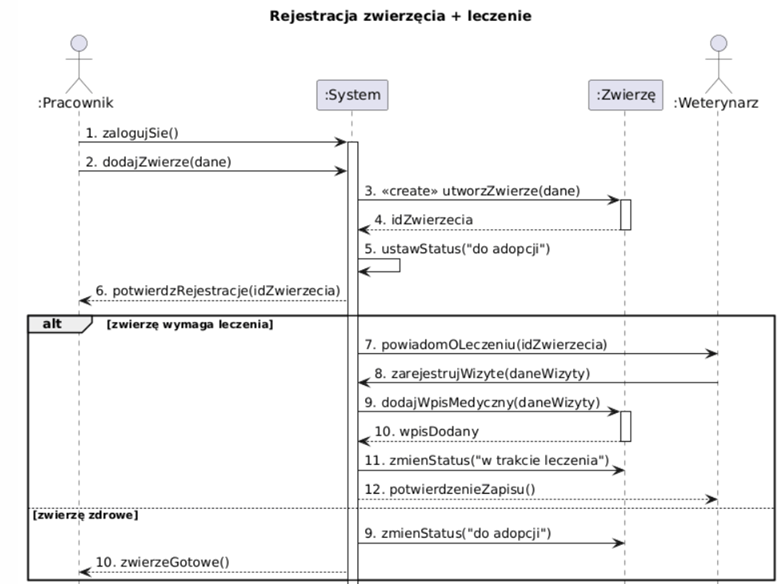 Rejestracja zwierzęcia + leczenie
:Pracownik
:System
:Zwierzę
:Weterynarz
1. zalogujSie()
2. dodajZwierze(dane)
3. «create» utworzZwierze(dane)
4. idZwierzecia
5. ustawStatus("do adopcji")
6. potwierdzRejestracje(idZwierzecia)
alt [zwierzę wymaga leczenia]
7. powiadomOLeczeniu(idZwierzecia)
8. zarejestrujWizyte(daneWizyty)
9. dodajWpisMedyczny(daneWizyty)
10. wpisDodany
11. zmienStatus("w trakcie leczenia")
12. potwierdzenieZapisu()
[zwierzę zdrowe]
9. zmienStatus("do adopcji")
10. zwierzeGotowe()